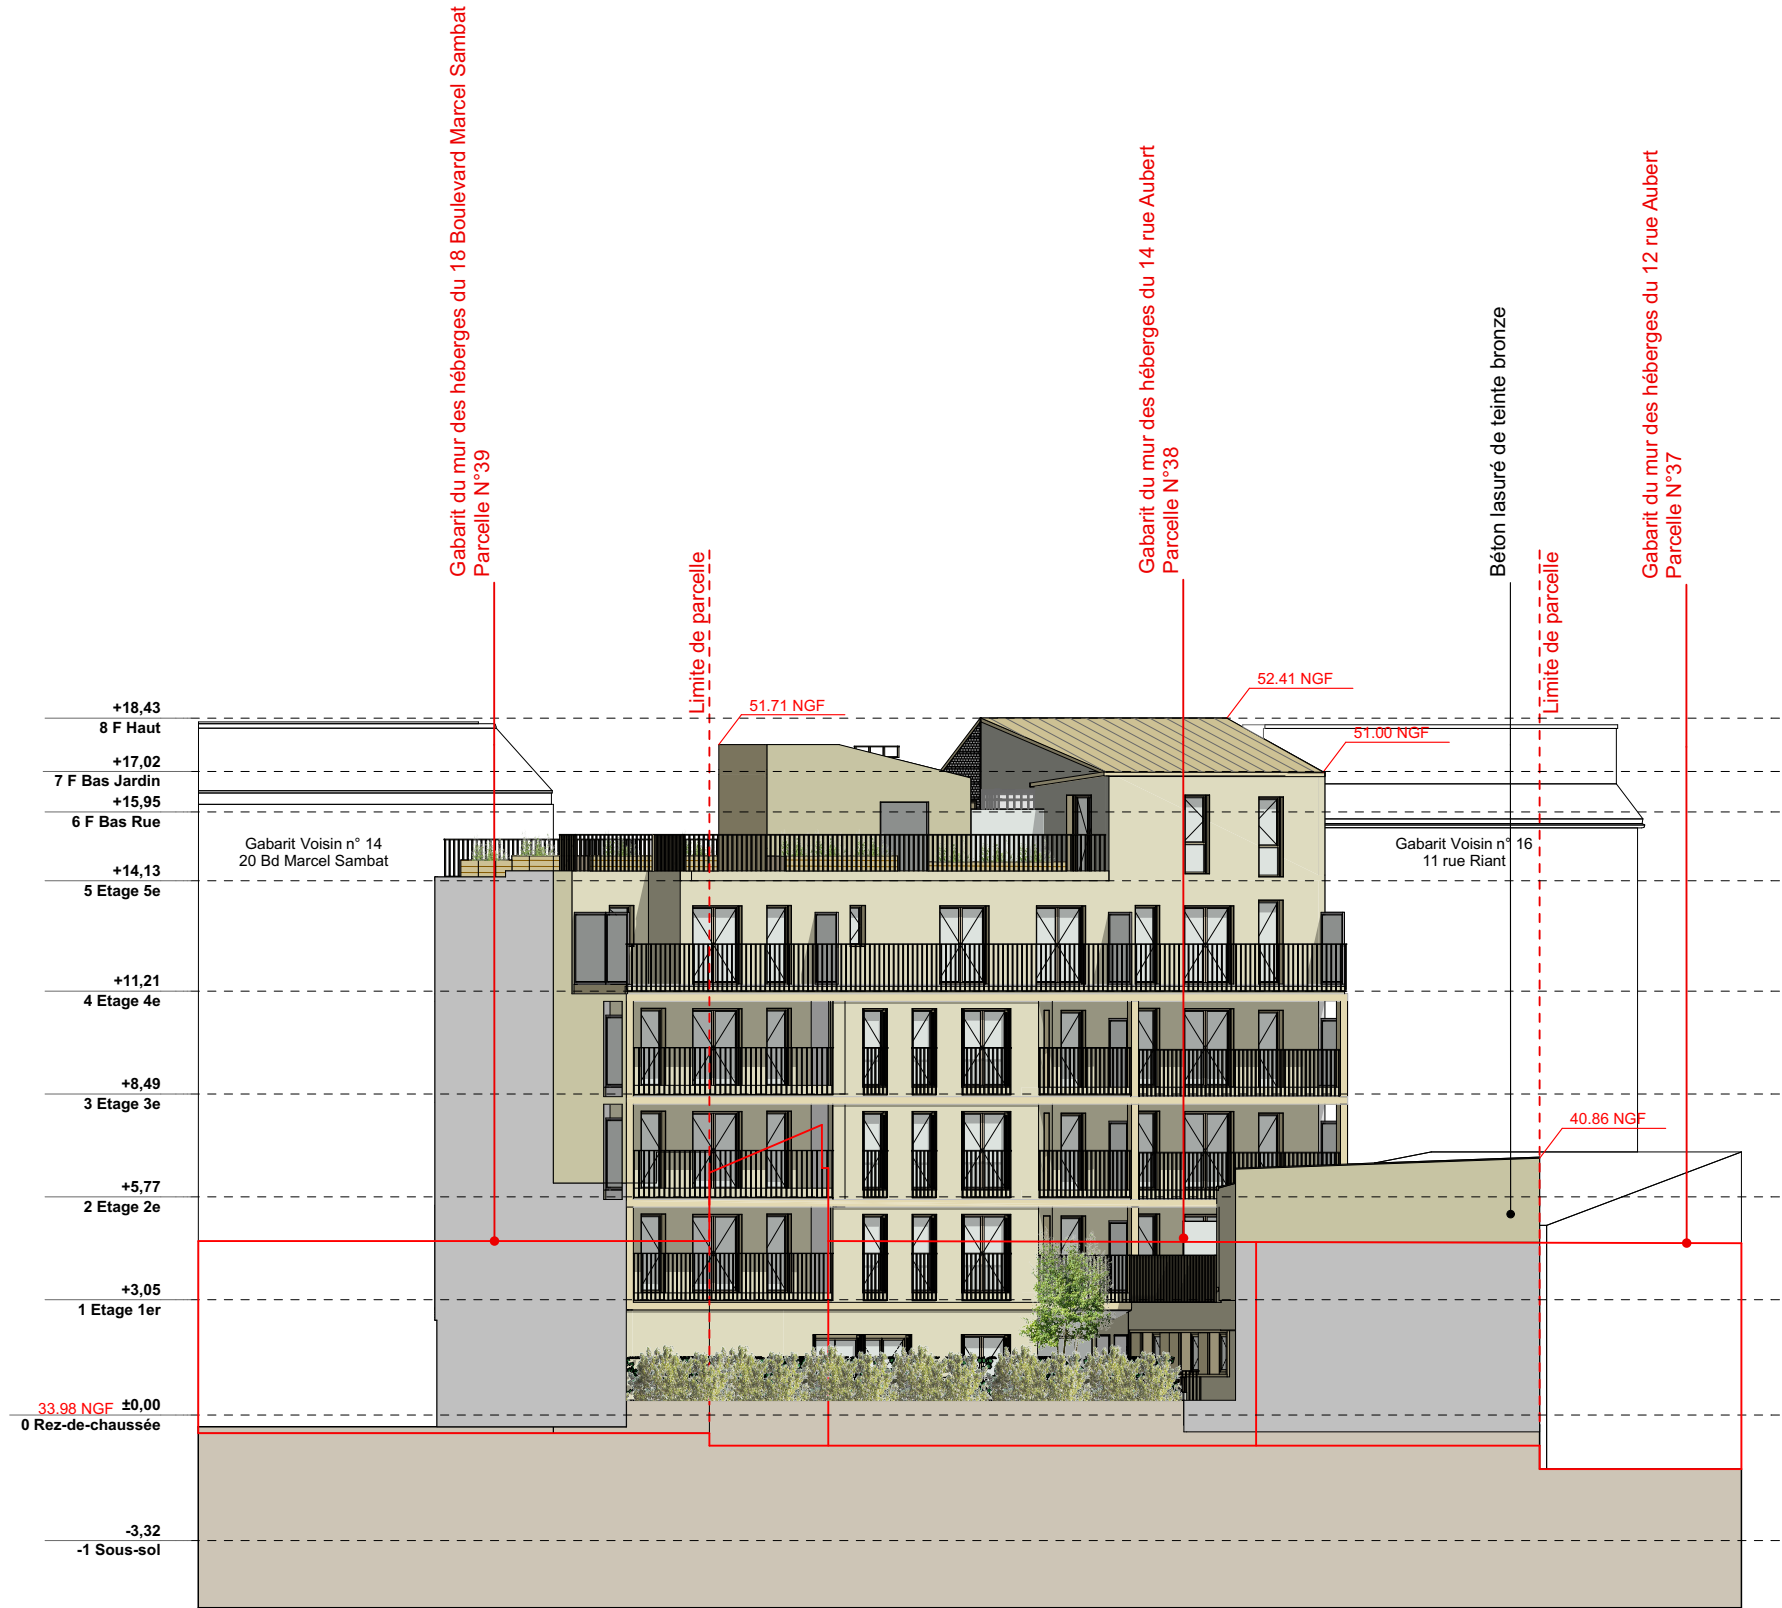 Gabarit du mur des héberges du 18 Boulevard Marcel Sambat
Parcelle N°39
Limite de parcelle
Gabarit du mur des héberges du 14 rue Aubert
Parcelle N°38
Béton lasuré de teinte bronze
Limite de parcelle
Gabarit du mur des héberges du 12 rue Aubert
Parcelle N°37
52.41 NGF
51.71 NGF
51.00 NGF
+18,43
8 F Haut
+17,02
7 F Bas Jardin
+15,95
6 F Bas Rue
Gabarit Voisin n° 14
20 Bd Marcel Sambat
Gabarit Voisin n° 16
11 rue Riant
+14,13
5 Etage 5e
+11,21
4 Etage 4e
+8,49
3 Etage 3e
40.86 NGF
+5,77
2 Etage 2e
+3,05
1 Etage 1er
33.98 NGF ±0,00
0 Rez-de-chaussée
-3,32
-1 Sous-sol